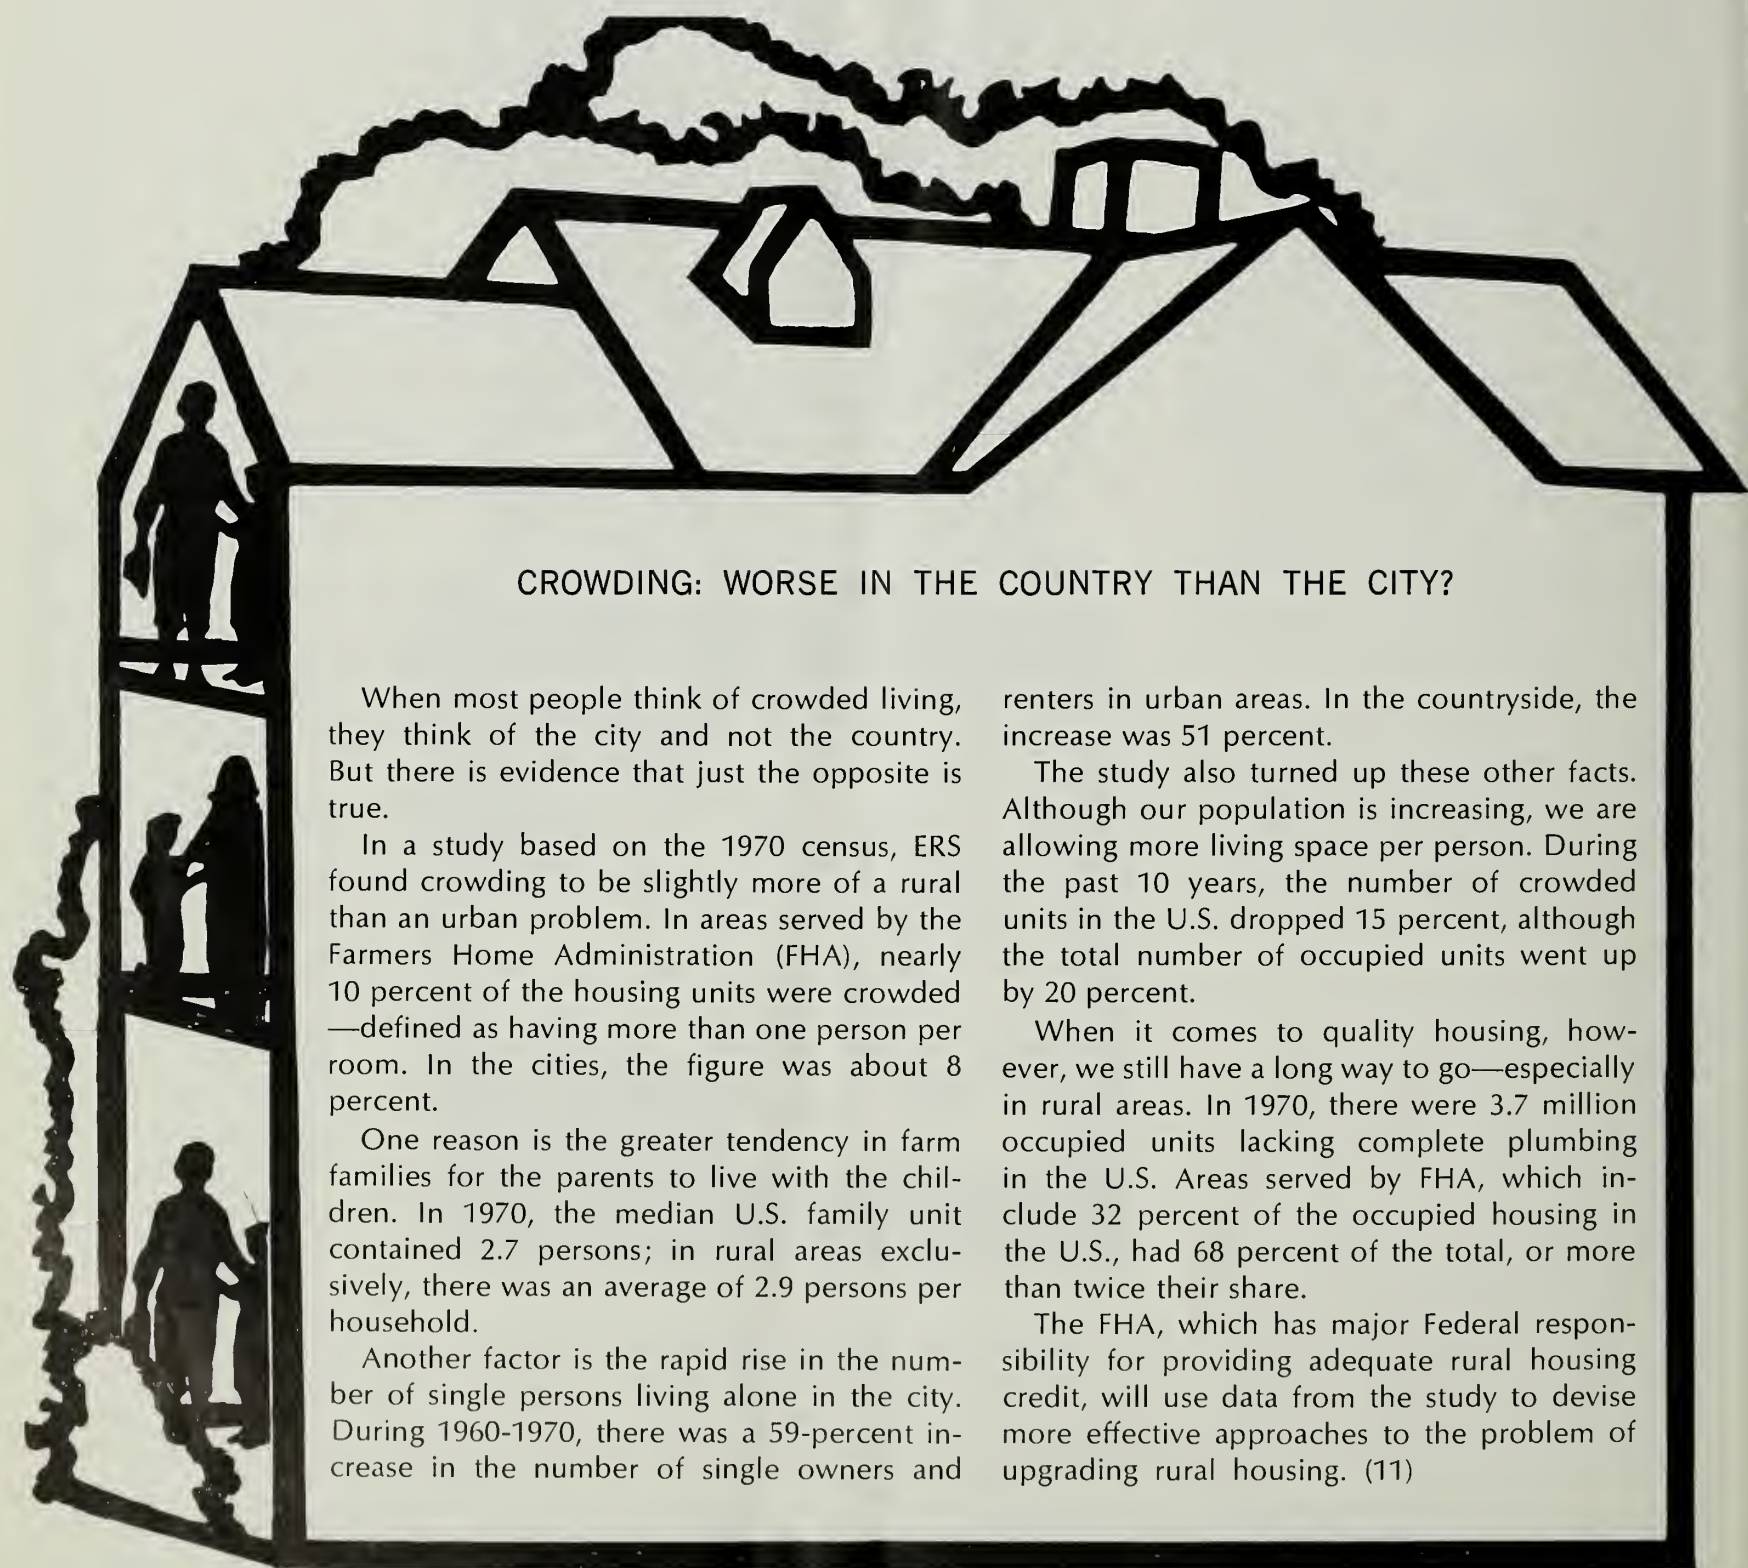 CROWDING: WORSE IN THE COUNTRY THAN THE CITY?
When most people think of crowded living,
they think of the city and not the country.
But there is evidence that just the opposite is
true.
In a study based on the 1970 census, ERS
found crowding to be slightly more of a rural
than an urban problem. In areas served by the
Farmers Home Administration (FHA), nearly
10 percent of the housing units were crowded
—defined as having more than one person per
room. In the cities, the figure was about 8
percent.
One reason is the greater tendency in farm
families for the parents to live with the chil-
dren. In 1970, the median U.S. family unit
contained 2.7 persons; in rural areas exclu-
sively, there was an average of 2.9 persons per
household.
Another factor is the rapid rise in the num-
ber of single persons living alone in the city.
During 1960-1970, there was a 59-percent in-
crease in the number of single owners and
renters in urban areas. In the countryside, the
increase was 51 percent.
The study also turned up these other facts.
Although our population is increasing, we are
allowing more living space per person. During
the past 10 years, the number of crowded
units in the U.S. dropped 15 percent, although
the total number of occupied units went up
by 20 percent.
When it comes to quality housing, how-
ever, we still have a long way to go—especially
in rural areas. In 1970, there were 3.7 million
occupied units lacking complete plumbing
in the U.S. Areas served by FHA, which in-
clude 32 percent of the occupied housing in
the U.S., had 68 percent of the total, or more
than twice their share.
The FHA, which has major Federal respon-
sibility for providing adequate rural housing
credit, will use data from the study to devise
more effective approaches to the problem of
upgrading rural housing. (11)